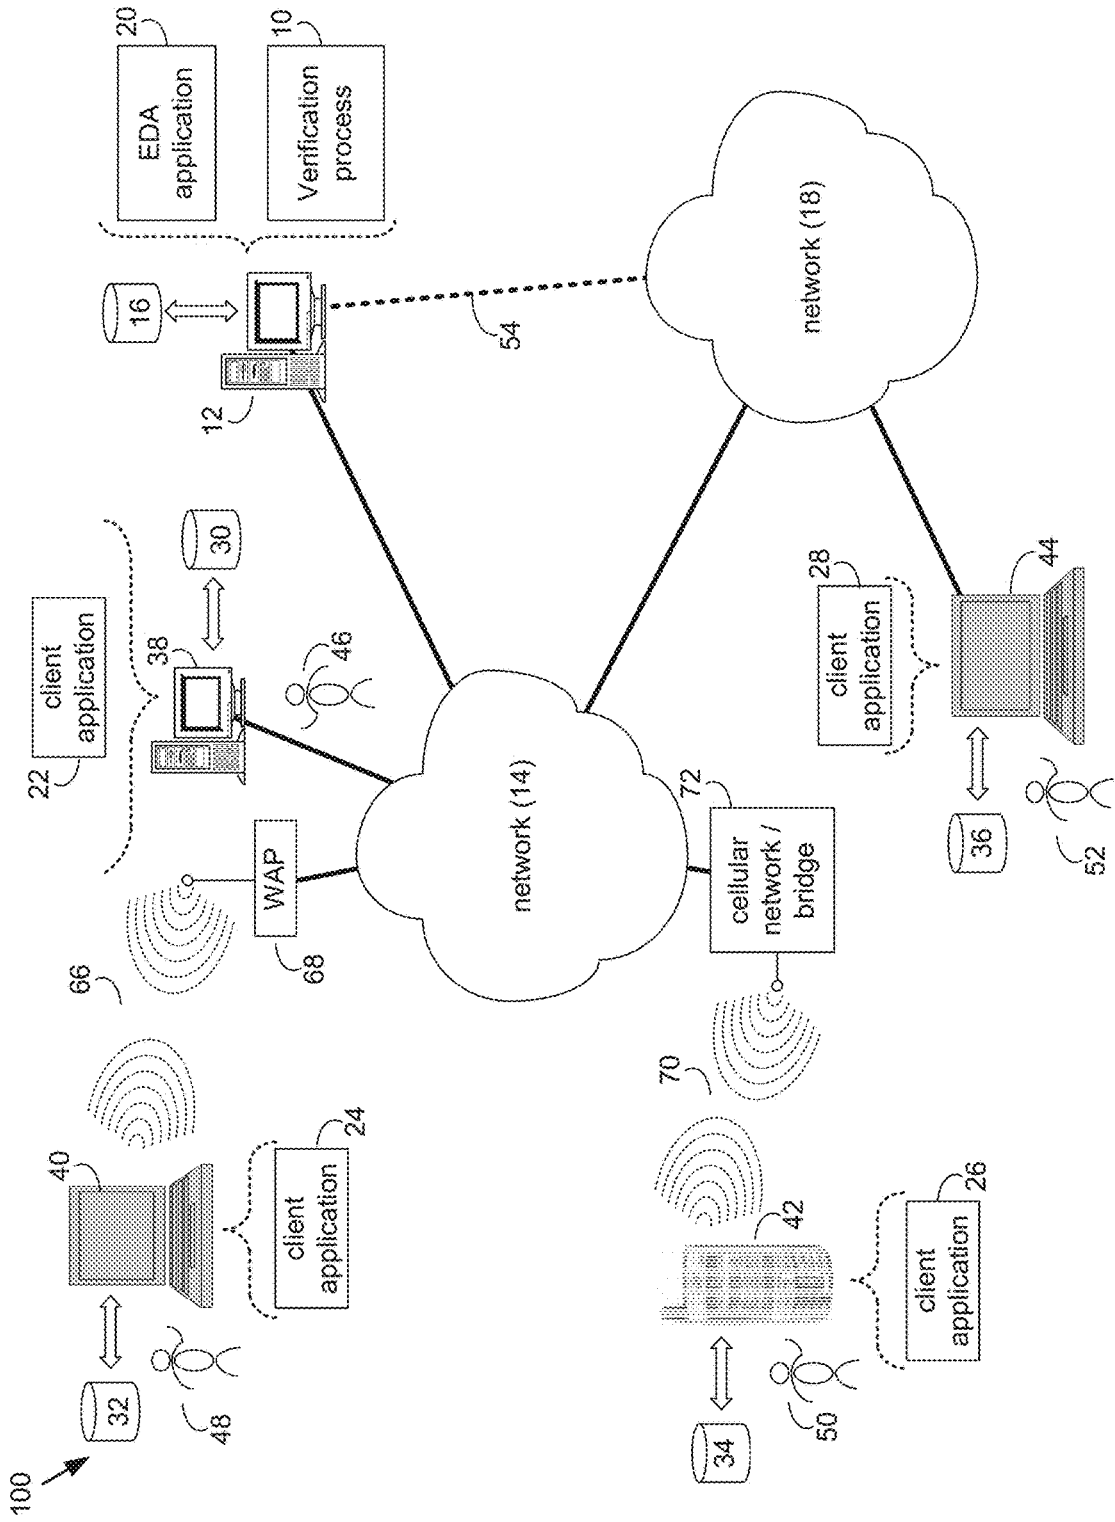 100
32
48
40
client
application
24
66
WAP
68
client
application
22
38
30
46
12
16
EDA
application
20
Verification
process
10
54
network (14)
network (18)
34
50
42
client
application
26
70
cellular
network /
bridge
72
36
52
client
application
28
44